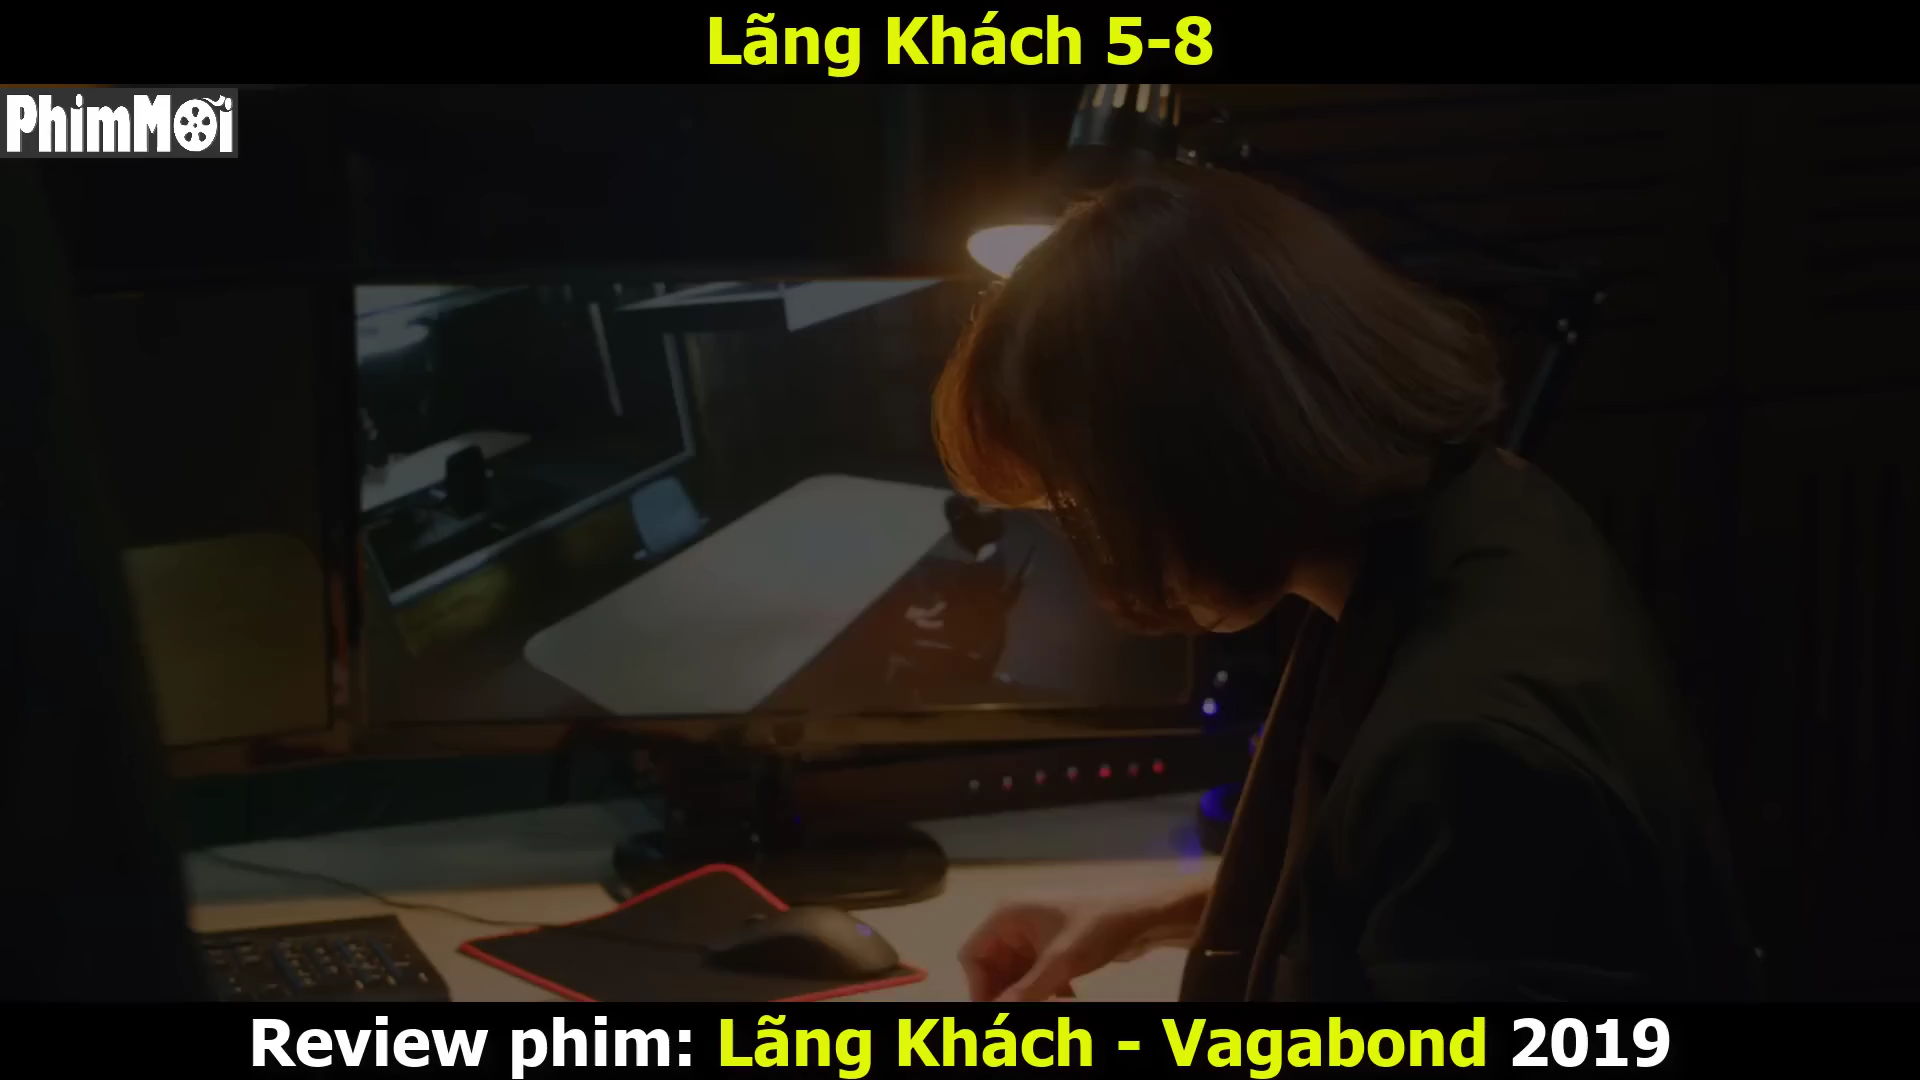 Lãng Khách 5-8
PhimMới
Review phim: Lãng Khách - Vagabond 2019